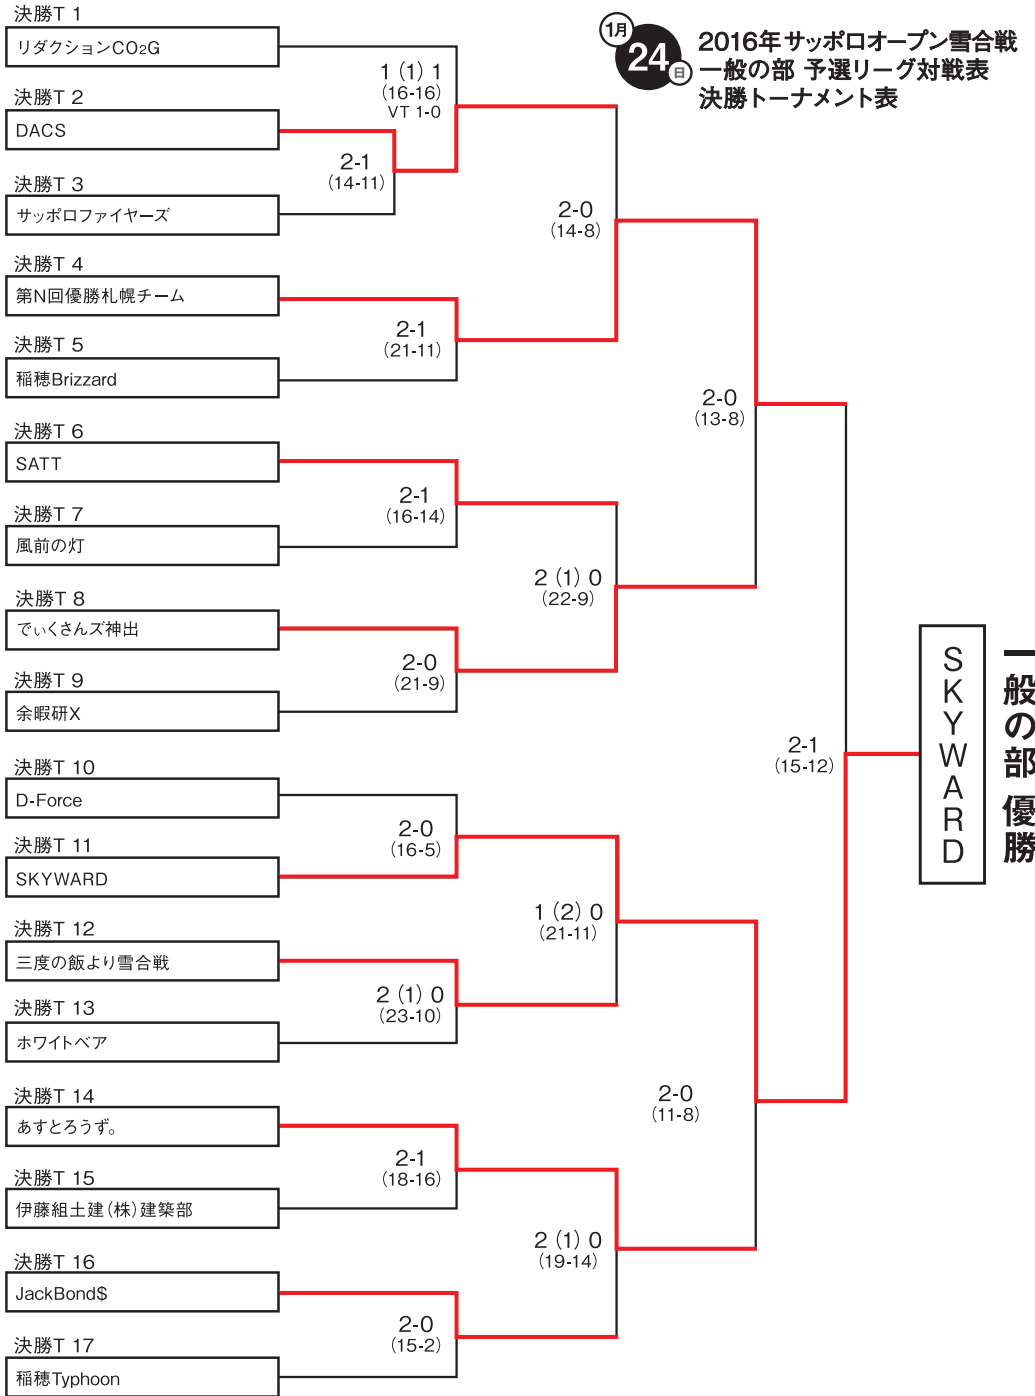 1月
24
日
2016年サッポロオープン雪合戦
一般の部 予選リーグ対戦表
決勝トーナメント表
決勝T 1
リダクションCO2G
決勝T 2
DACS
決勝T 3
サッポロファイヤーズ
決勝T 4
第N回優勝札幌チーム
決勝T 5
稲穂Brizzard
決勝T 6
SATT
決勝T 7
風前の灯
決勝T 8
でぃくさんズ神出
決勝T 9
余暇研X
決勝T 10
D-Force
決勝T 11
SKYWARD
決勝T 12
三度の飯より雪合戦
決勝T 13
ホワイトベア
決勝T 14
あすとろうず。
決勝T 15
伊藤組土建(株)建築部
決勝T 16
JackBond$
決勝T 17
稲穂Typhoon
1 (1) 1
(16-16)
VT 1-0
2-1
(14-11)
2-1
(21-11)
2-1
(16-14)
2-0
(21-9)
2-0
(16-5)
2 (1) 0
(23-10)
2-1
(18-16)
2-0
(15-2)
2-0
(14-8)
2 (1) 0
(22-9)
1 (2) 0
(21-11)
2 (1) 0
(19-14)
2-0
(13-8)
2-0
(11-8)
2-1
(15-12)
SKYWARD
一般の部 優勝